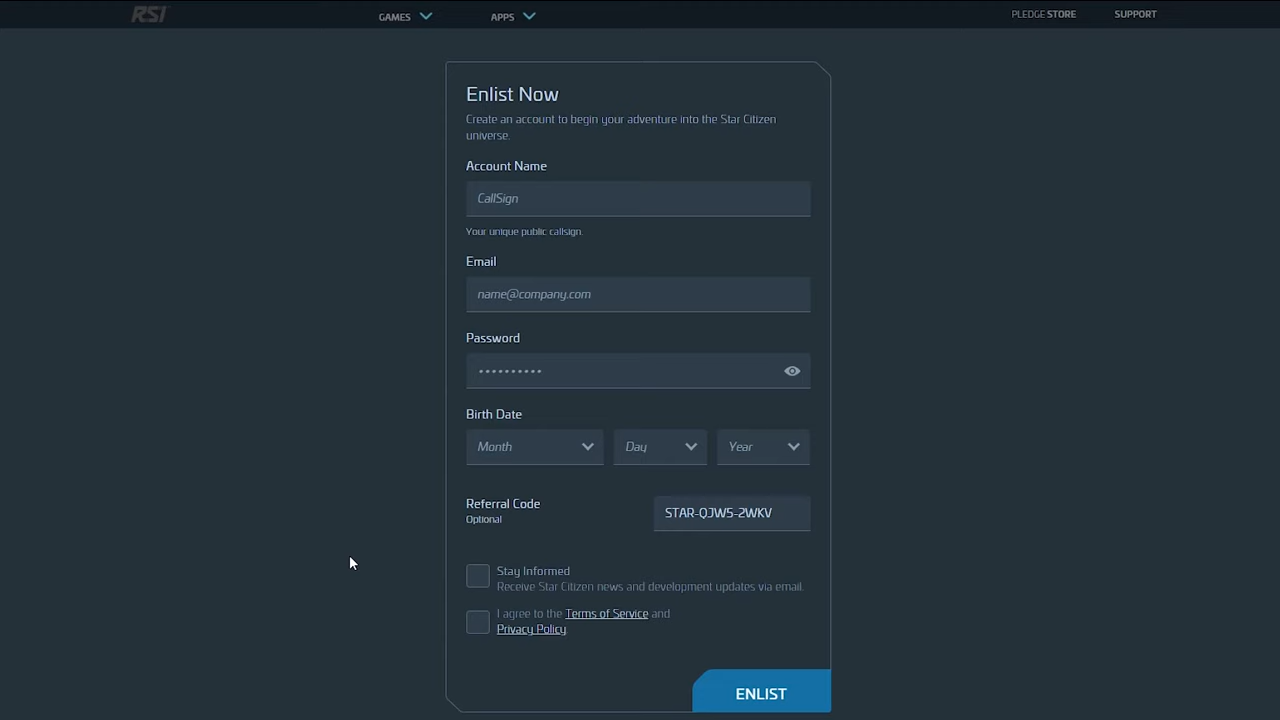 RSI GAMES APPS PLEDGE STORE SUPPORT
Enlist Now
Create an account to begin your adventure into the Star Citizen
universe.
Account Name
CallSign
Your unique public callsign.
Email
name@company.com
Password
••••••••••
Birth Date
Month Day Year
Referral Code
Optional
STAR-QJW5-2WKV
Stay Informed
Receive Star Citizen news and development updates via email.
I agree to the Terms of Service and
Privacy Policy.
ENLIST